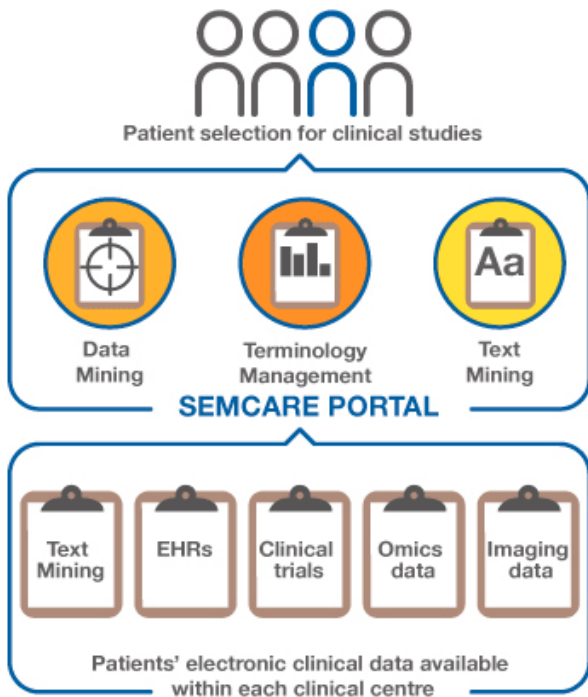 Patient selection for clinical studies
Data
Mining
Terminology
Management
Aa
Text
Mining
SEMCARE PORTAL
Text
Mining
EHRs
Clinical
trials
Omics
data
Imaging
data
Patients' electronic clinical data available
within each clinical centre